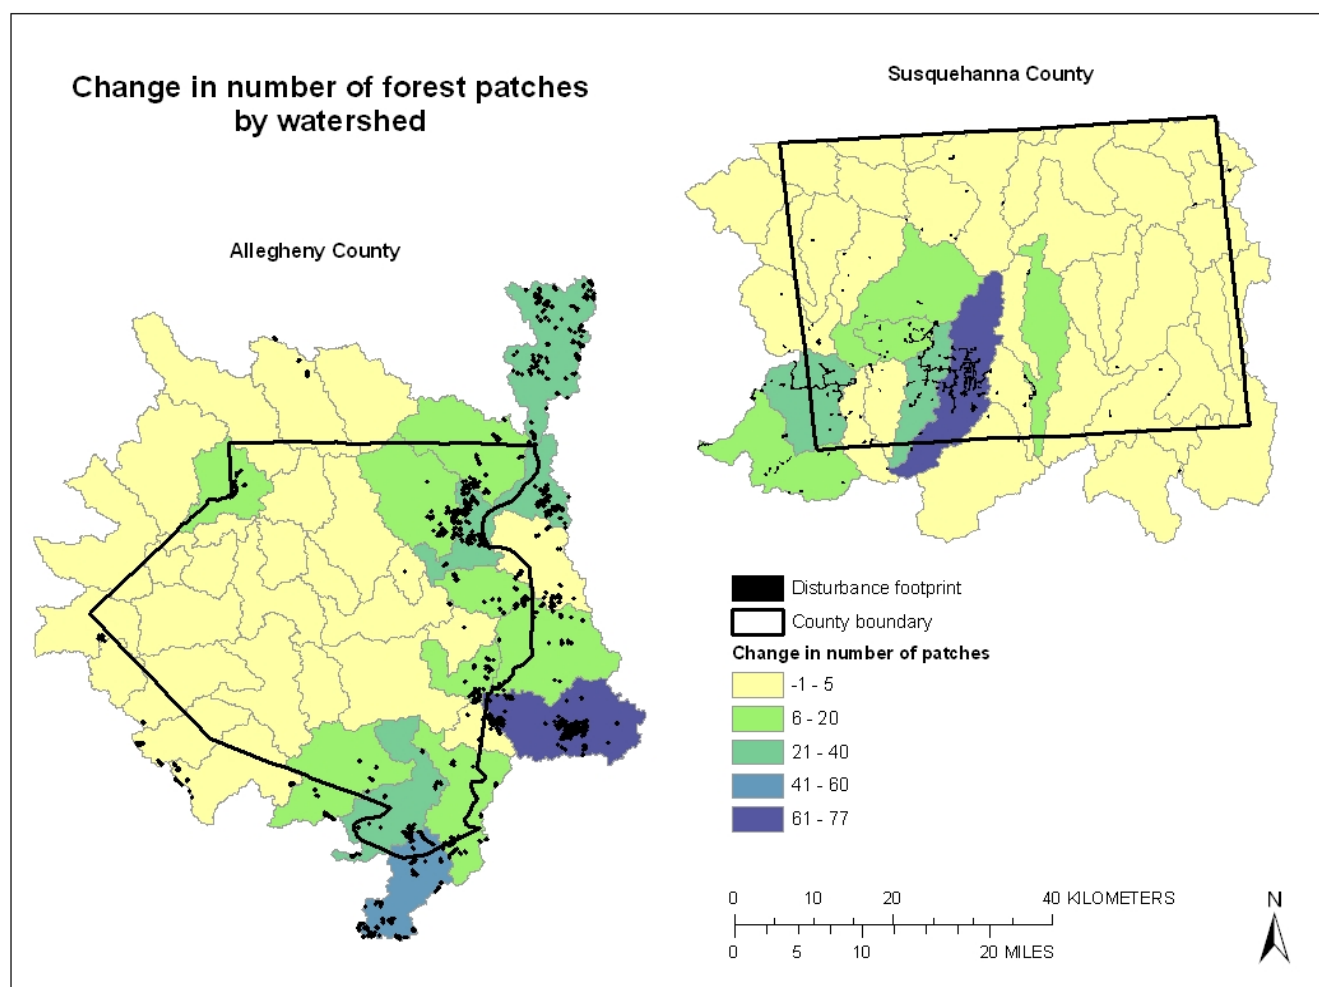 Change in number of forest patches
by watershed
Susquehanna County
Allegheny County
Disturbance footprint
County boundary
Change in number of patches
-1 - 5
6 - 20
21 - 40
41 - 60
61 - 77
0 10 20 40 KILOMETERS
0 5 10 20 MILES
N